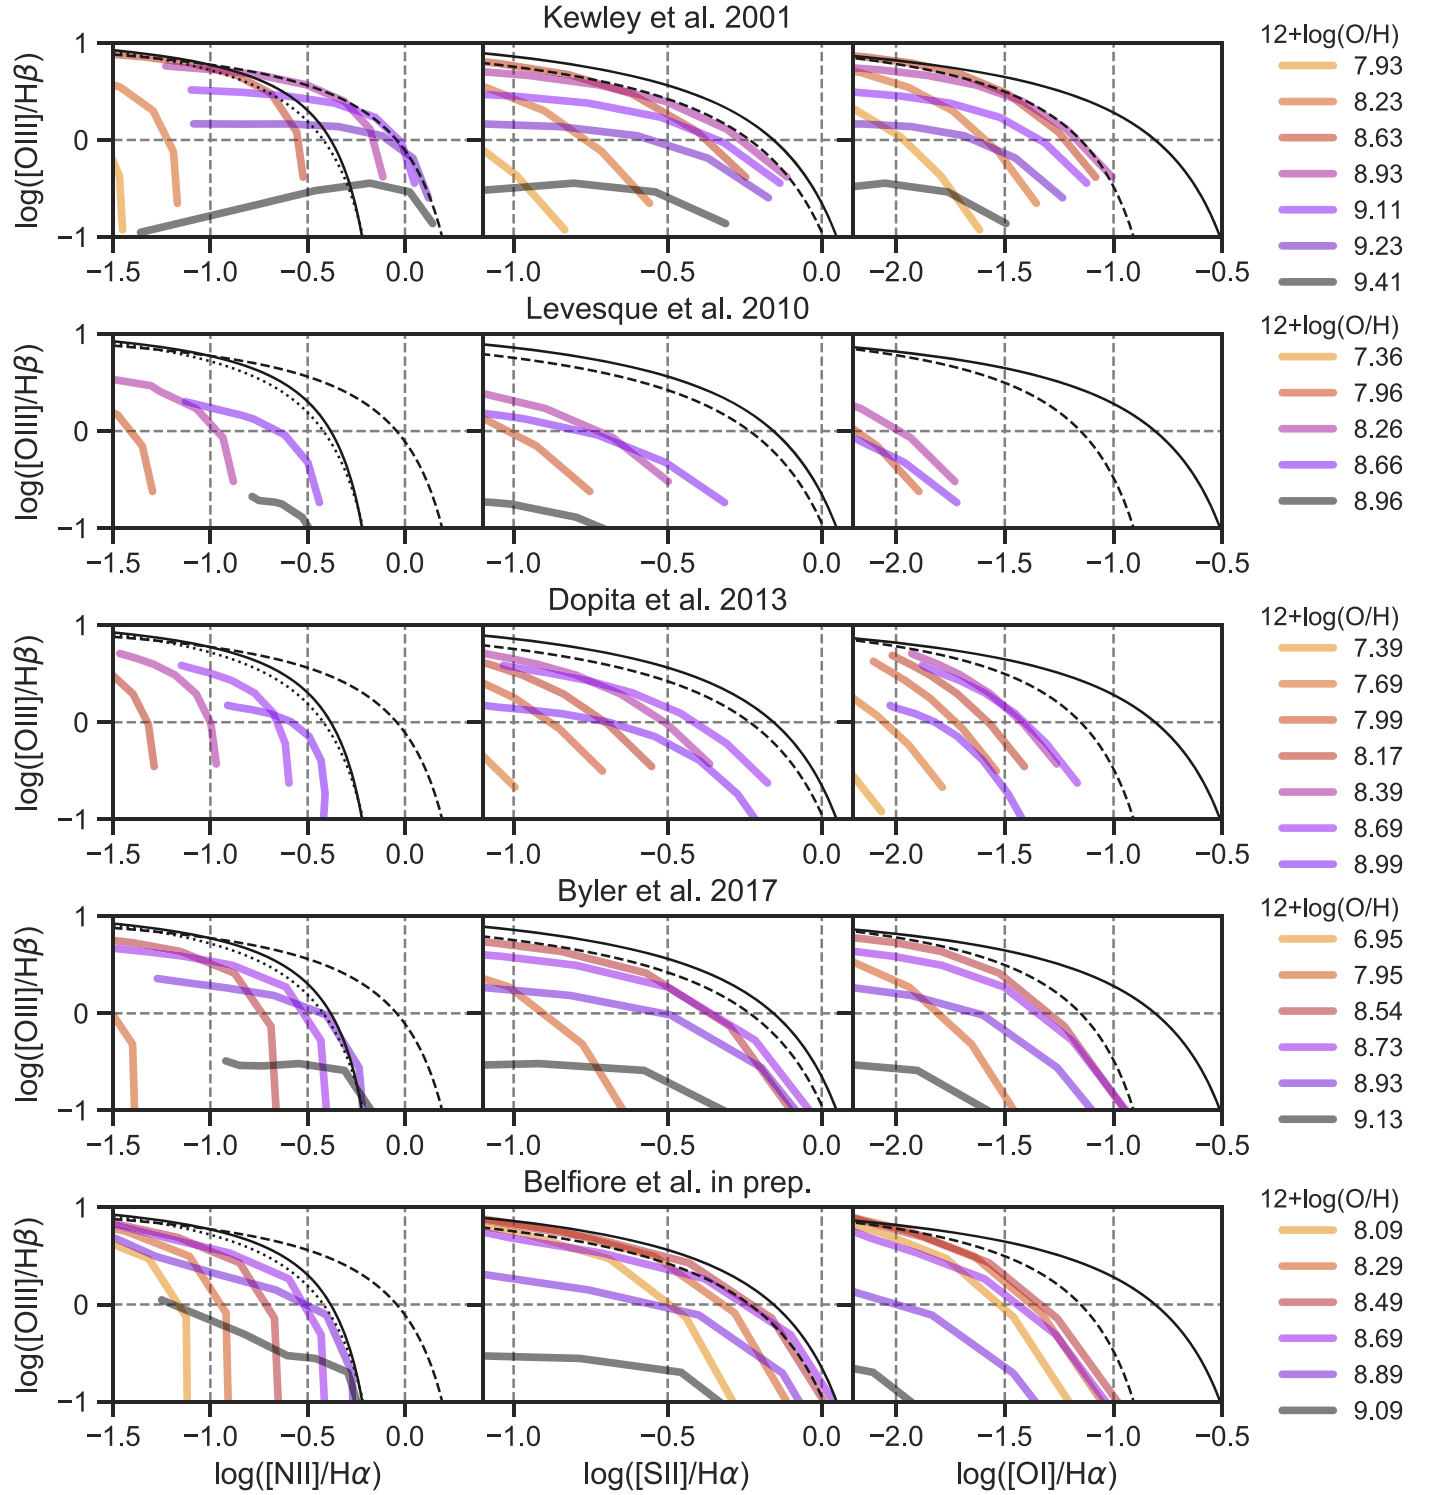 Kewley et al. 2001
log([OIII]/Hβ)
1
0
−1
−1.5 −1.0 −0.5 0.0 −1.0 0.0 −2.0 −1.5 −1.0 −0.5
12+log(O/H)
7.93
8.23
8.63
8.93
9.11
9.23
9.41
Levesque et al. 2010
log([OIII]/Hβ)
1
0
−1
−1.5 −1.0 −0.5 0.0 −1.0 0.0 −2.0 −1.5 −1.0 −0.5
12+log(O/H)
7.36
7.96
8.26
8.66
8.96
Dopita et al. 2013
log([OIII]/Hβ)
1
0
−1
−1.5 −1.0 −0.5 0.0 −1.0 −0.5 0.0 −2.0 −1.5 −1.0 −0.5
12+log(O/H)
7.39
7.69
7.99
8.17
8.39
8.69
8.99
Byler et al. 2017
log([OIII]/Hβ)
1
0
−1
−1.5 −1.0 −0.5 0.0 −1.0 −0.5 0.0 −2.0 −1.5 −1.0 −0.5
12+log(O/H)
6.95
7.95
8.54
8.73
8.93
9.13
Belfiore et al. in prep.
log([OIII]/Hβ)
1
0
−1
−1.5 −1.0 −0.5 0.0 −1.0 −0.5 0.0 −2.0 −1.5 −1.0 −0.5
log([NII]/Hα) log([SII]/Hα) log([OI]/Hα)
12+log(O/H)
8.09
8.29
8.49
8.69
8.89
9.09